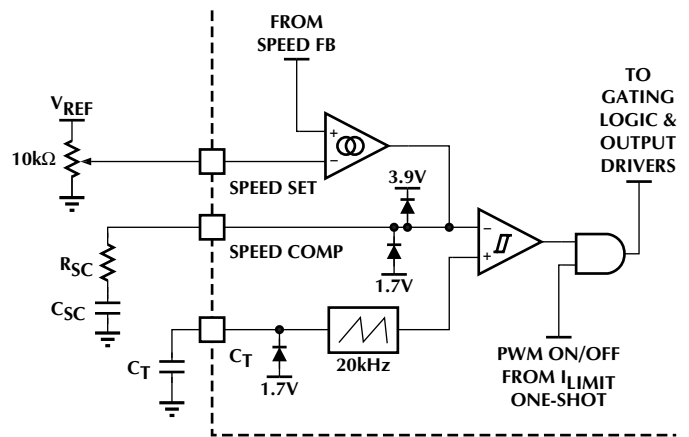 FROM
SPEED FB
TO
GATING
LOGIC &
OUTPUT
DRIVERS
VREF
10kΩ
+
−
SPEED SET
3.9V
SPEED COMP
−
+
1.7V
RSC
CSC
CT
CT
1.7V
20kHz
PWM ON/OFF
FROM ILIMIT
ONE-SHOT